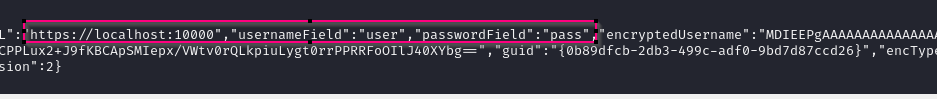 L":"https://localhost:10000","usernameField":"user","passwordField":"pass","encryptedUsername":"MDIEEPgAAAAAAAAAAAAAA
CPPLux2+J9fKBCApSMIepx/VWtv0rQLkpiuLygt0rrPPRRFoOIlJ40XYbg==","guid":"{0b89dfcb-2db3-499c-adf0-9bd7d87ccd26}","encType
sion":2}